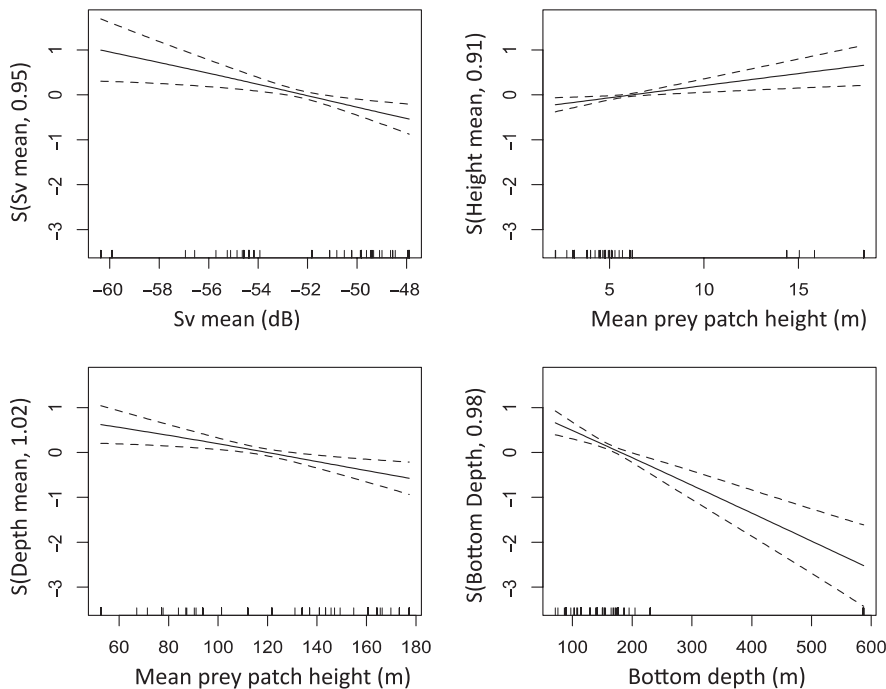 S(Sv mean, 0.95)
1
0
−1
−2
−3
−60 −58 −56 −54 −52 −50 −48
Sv mean (dB)
S(Height mean, 0.91)
1
0
−1
−2
−3
5 10 15
Mean prey patch height (m)
S(Depth mean, 1.02)
1
0
−1
−2
−3
60 80 100 120 140 160 180
Mean prey patch height (m)
S(Bottom Depth, 0.98)
1
0
−1
−2
−3
100 200 300 400 500 600
Bottom depth (m)